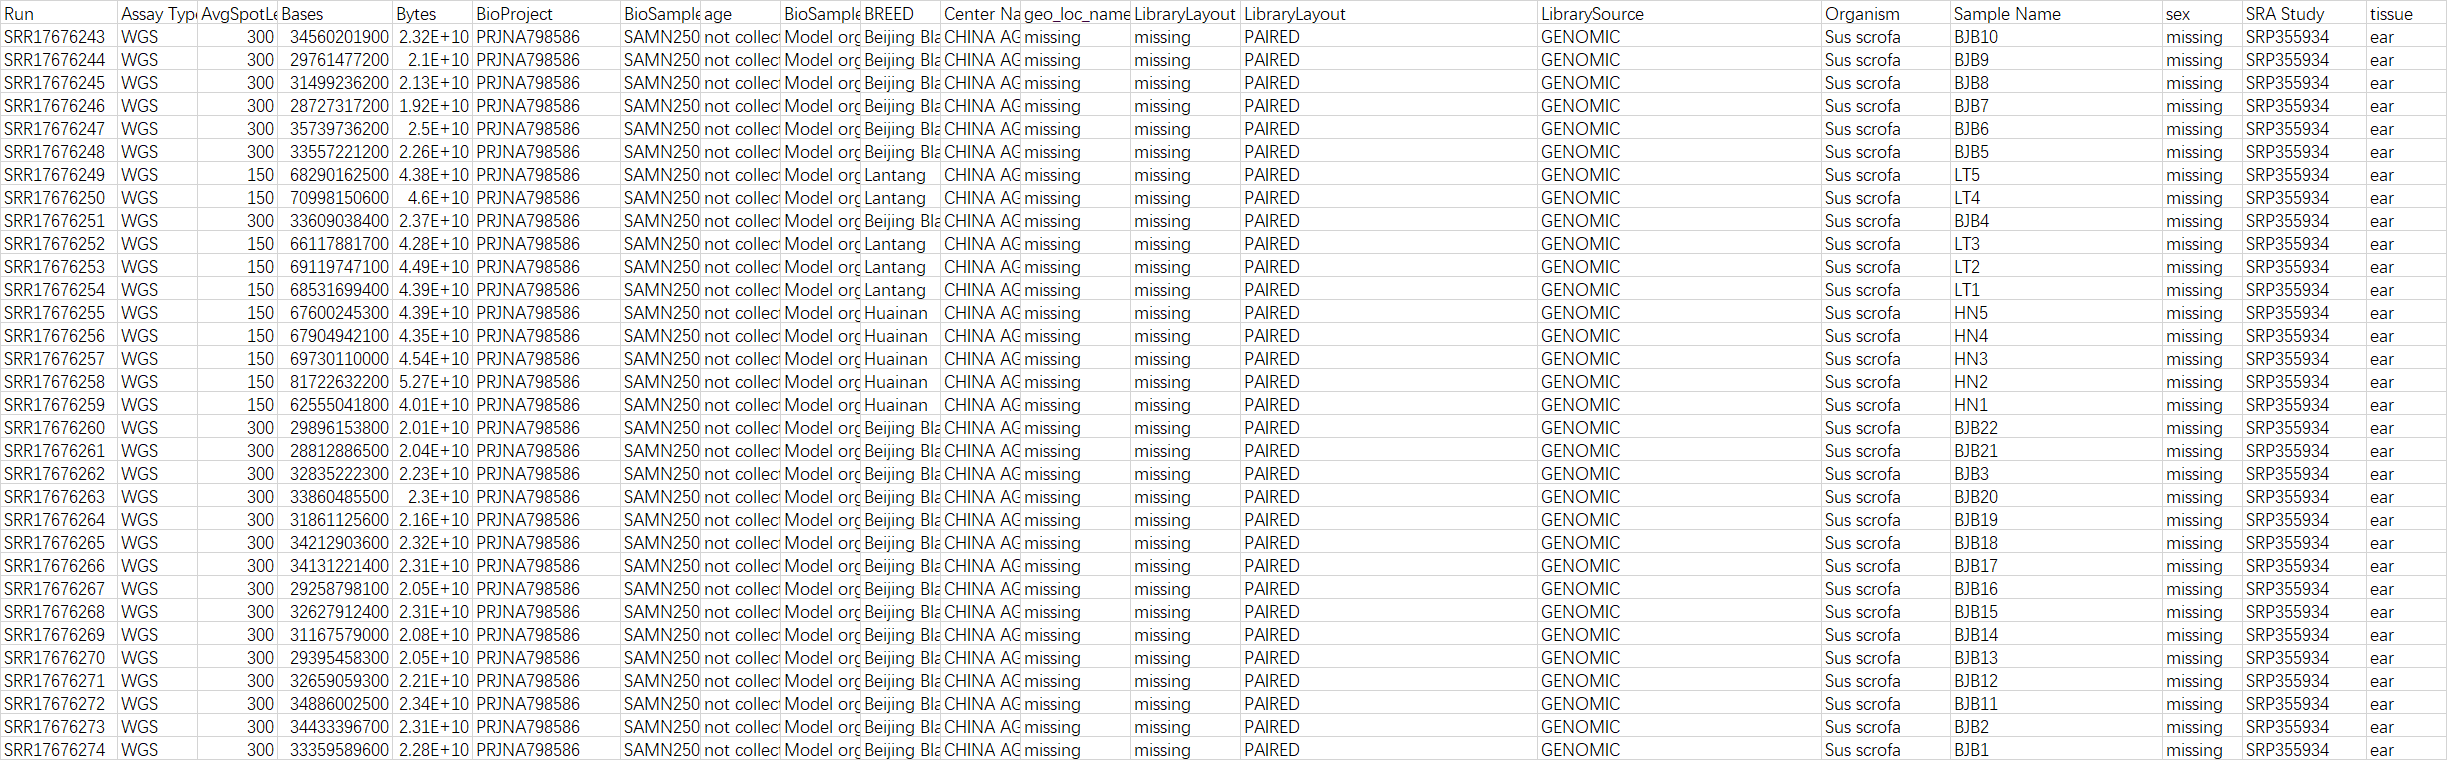 Run Assay Typ AvgSpotLe Bases Bytes BioProject BioSample age BioSample BREED Center Na geo_loc_name LibraryLayout LibraryLayout LibrarySource Organism Sample Name sex SRA Study tissue
SRR17676243 WGS 300 34560201900 2.32E+10 PRJNA798586 SAMN250 not collect Model org Beijing Bla CHINA AG missing missing PAIRED GENOMIC Sus scrofa BJB10 missing SRP355934 ear
SRR17676244 WGS 300 29761477200 2.1E+10 PRJNA798586 SAMN250 not collect Model org Beijing Bla CHINA AG missing missing PAIRED GENOMIC Sus scrofa BJB9 missing SRP355934 ear
SRR17676245 WGS 300 31499236200 2.13E+10 PRJNA798586 SAMN250 not collect Model org Beijing Bla CHINA AG missing missing PAIRED GENOMIC Sus scrofa BJB8 missing SRP355934 ear
SRR17676246 WGS 300 28727317200 1.92E+10 PRJNA798586 SAMN250 not collect Model org Beijing Bla CHINA AG missing missing PAIRED GENOMIC Sus scrofa BJB7 missing SRP355934 ear
SRR17676247 WGS 300 35739736200 2.5E+10 PRJNA798586 SAMN250 not collect Model org Beijing Bla CHINA AG missing missing PAIRED GENOMIC Sus scrofa BJB6 missing SRP355934 ear
SRR17676248 WGS 300 33557221200 2.26E+10 PRJNA798586 SAMN250 not collect Model org Beijing Bla CHINA AG missing missing PAIRED GENOMIC Sus scrofa BJB5 missing SRP355934 ear
SRR17676249 WGS 150 68290162500 4.38E+10 PRJNA798586 SAMN250 not collect Model org Lantang CHINA AG missing missing PAIRED GENOMIC Sus scrofa LT5 missing SRP355934 ear
SRR17676250 WGS 150 70998150600 4.6E+10 PRJNA798586 SAMN250 not collect Model org Lantang CHINA AG missing missing PAIRED GENOMIC Sus scrofa LT4 missing SRP355934 ear
SRR17676251 WGS 300 33609038400 2.37E+10 PRJNA798586 SAMN250 not collect Model org Beijing Bla CHINA AG missing missing PAIRED GENOMIC Sus scrofa BJB4 missing SRP355934 ear
SRR17676252 WGS 150 66117881700 4.28E+10 PRJNA798586 SAMN250 not collect Model org Lantang CHINA AG missing missing PAIRED GENOMIC Sus scrofa LT3 missing SRP355934 ear
SRR17676253 WGS 150 69119747100 4.49E+10 PRJNA798586 SAMN250 not collect Model org Lantang CHINA AG missing missing PAIRED GENOMIC Sus scrofa LT2 missing SRP355934 ear
SRR17676254 WGS 150 68531699400 4.39E+10 PRJNA798586 SAMN250 not collect Model org Lantang CHINA AG missing missing PAIRED GENOMIC Sus scrofa LT1 missing SRP355934 ear
SRR17676255 WGS 150 67600245300 4.39E+10 PRJNA798586 SAMN250 not collect Model org Huainan CHINA AG missing missing PAIRED GENOMIC Sus scrofa HN5 missing SRP355934 ear
SRR17676256 WGS 150 67904942100 4.35E+10 PRJNA798586 SAMN250 not collect Model org Huainan CHINA AG missing missing PAIRED GENOMIC Sus scrofa HN4 missing SRP355934 ear
SRR17676257 WGS 150 69730110000 4.54E+10 PRJNA798586 SAMN250 not collect Model org Huainan CHINA AG missing missing PAIRED GENOMIC Sus scrofa HN3 missing SRP355934 ear
SRR17676258 WGS 150 81722632200 5.27E+10 PRJNA798586 SAMN250 not collect Model org Huainan CHINA AG missing missing PAIRED GENOMIC Sus scrofa HN2 missing SRP355934 ear
SRR17676259 WGS 150 62555041800 4.01E+10 PRJNA798586 SAMN250 not collect Model org Huainan CHINA AG missing missing PAIRED GENOMIC Sus scrofa HN1 missing SRP355934 ear
SRR17676260 WGS 300 29896153800 2.01E+10 PRJNA798586 SAMN250 not collect Model org Beijing Bla CHINA AG missing missing PAIRED GENOMIC Sus scrofa BJB22 missing SRP355934 ear
SRR17676261 WGS 300 28812886500 2.04E+10 PRJNA798586 SAMN250 not collect Model org Beijing Bla CHINA AG missing missing PAIRED GENOMIC Sus scrofa BJB21 missing SRP355934 ear
SRR17676262 WGS 300 32835222300 2.23E+10 PRJNA798586 SAMN250 not collect Model org Beijing Bla CHINA AG missing missing PAIRED GENOMIC Sus scrofa BJB3 missing SRP355934 ear
SRR17676263 WGS 300 33860485500 2.3E+10 PRJNA798586 SAMN250 not collect Model org Beijing Bla CHINA AG missing missing PAIRED GENOMIC Sus scrofa BJB20 missing SRP355934 ear
SRR17676264 WGS 300 31861125600 2.16E+10 PRJNA798586 SAMN250 not collect Model org Beijing Bla CHINA AG missing missing PAIRED GENOMIC Sus scrofa BJB19 missing SRP355934 ear
SRR17676265 WGS 300 34212903600 2.32E+10 PRJNA798586 SAMN250 not collect Model org Beijing Bla CHINA AG missing missing PAIRED GENOMIC Sus scrofa BJB18 missing SRP355934 ear
SRR17676266 WGS 300 34131221400 2.31E+10 PRJNA798586 SAMN250 not collect Model org Beijing Bla CHINA AG missing missing PAIRED GENOMIC Sus scrofa BJB17 missing SRP355934 ear
SRR17676267 WGS 300 29258798100 2.05E+10 PRJNA798586 SAMN250 not collect Model org Beijing Bla CHINA AG missing missing PAIRED GENOMIC Sus scrofa BJB16 missing SRP355934 ear
SRR17676268 WGS 300 32627912400 2.31E+10 PRJNA798586 SAMN250 not collect Model org Beijing Bla CHINA AG missing missing PAIRED GENOMIC Sus scrofa BJB15 missing SRP355934 ear
SRR17676269 WGS 300 31167579000 2.08E+10 PRJNA798586 SAMN250 not collect Model org Beijing Bla CHINA AG missing missing PAIRED GENOMIC Sus scrofa BJB14 missing SRP355934 ear
SRR17676270 WGS 300 29395458300 2.05E+10 PRJNA798586 SAMN250 not collect Model org Beijing Bla CHINA AG missing missing PAIRED GENOMIC Sus scrofa BJB13 missing SRP355934 ear
SRR17676271 WGS 300 32659059300 2.21E+10 PRJNA798586 SAMN250 not collect Model org Beijing Bla CHINA AG missing missing PAIRED GENOMIC Sus scrofa BJB12 missing SRP355934 ear
SRR17676272 WGS 300 34886002500 2.34E+10 PRJNA798586 SAMN250 not collect Model org Beijing Bla CHINA AG missing missing PAIRED GENOMIC Sus scrofa BJB11 missing SRP355934 ear
SRR17676273 WGS 300 34433396700 2.31E+10 PRJNA798586 SAMN250 not collect Model org Beijing Bla CHINA AG missing missing PAIRED GENOMIC Sus scrofa BJB2 missing SRP355934 ear
SRR17676274 WGS 300 33359589600 2.28E+10 PRJNA798586 SAMN250 not collect Model org Beijing Bla CHINA AG missing missing PAIRED GENOMIC Sus scrofa BJB1 missing SRP355934 ear